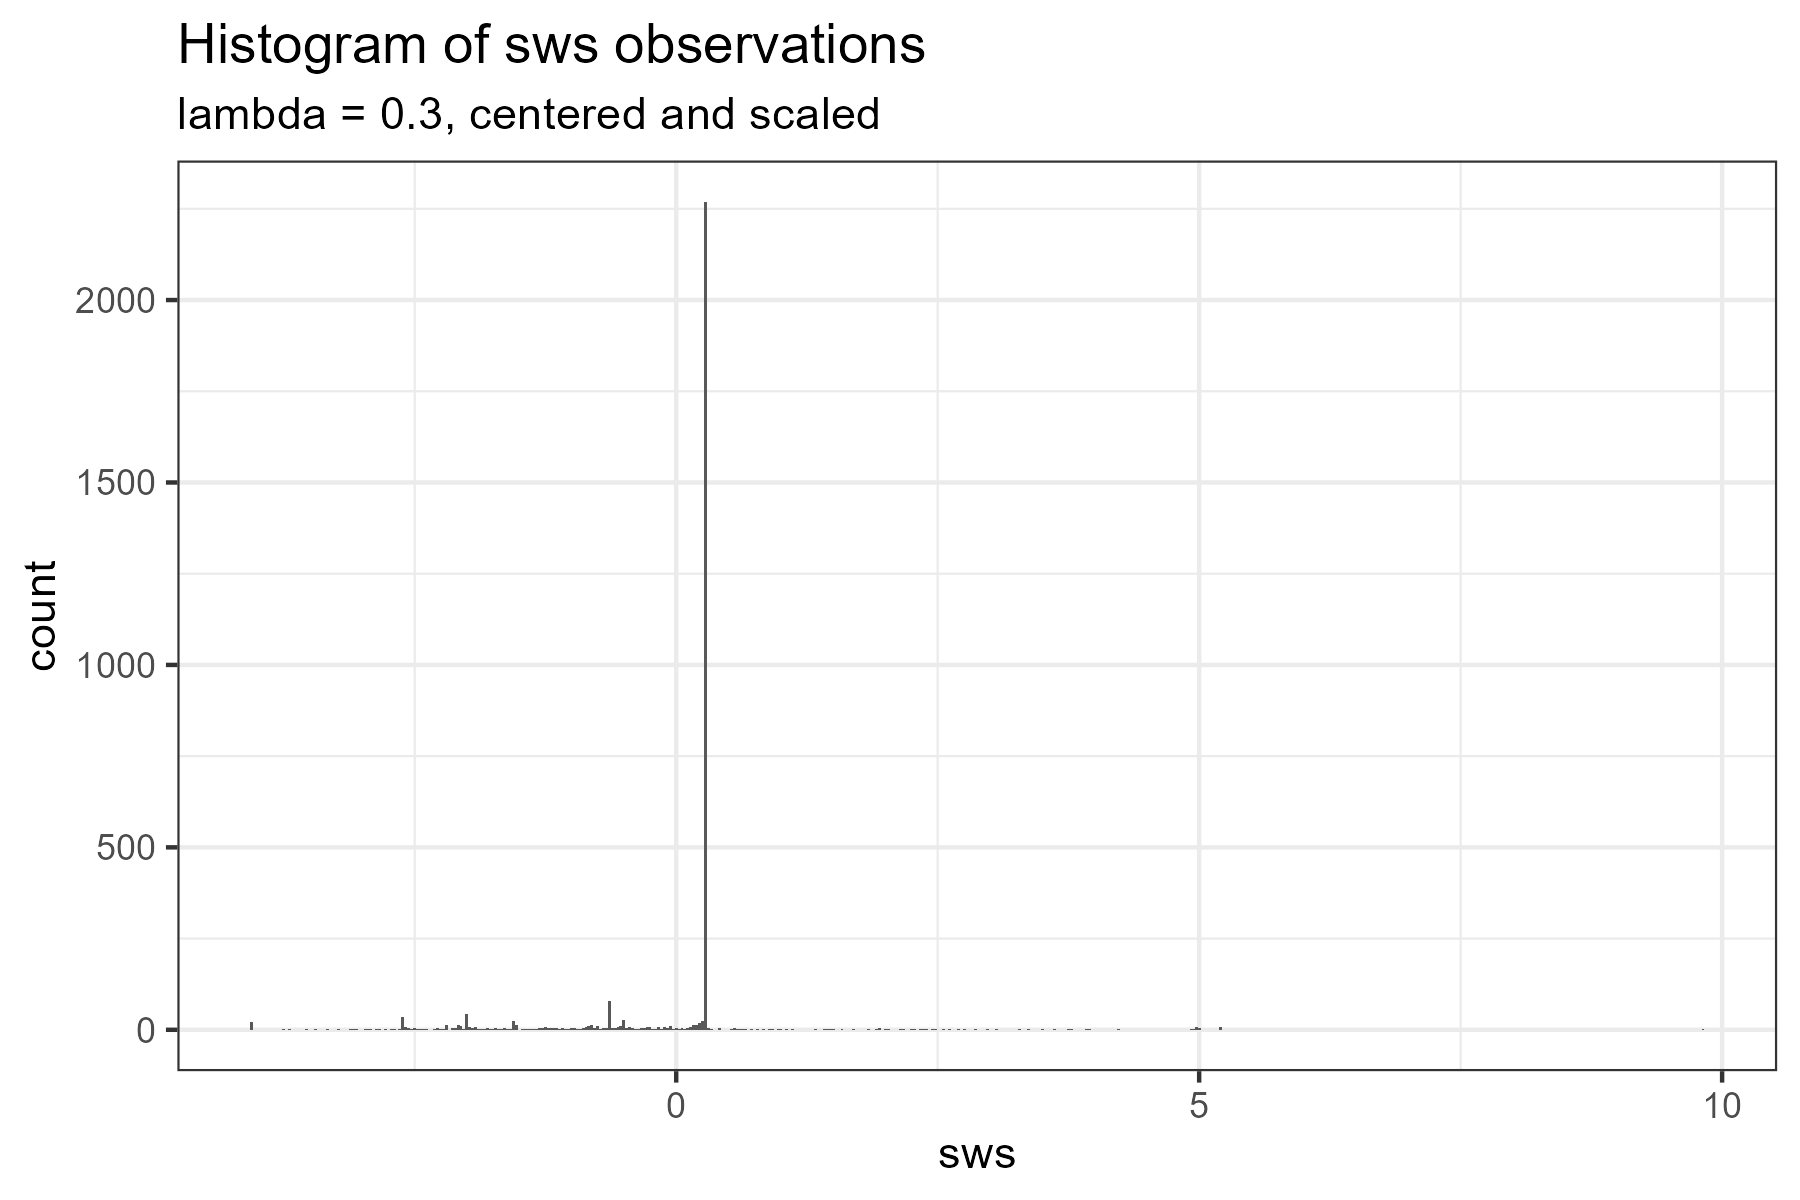 Histogram of sws observations
lambda = 0.3, centered and scaled
count
2000
1500
1000
500
0
0 5 10
sws